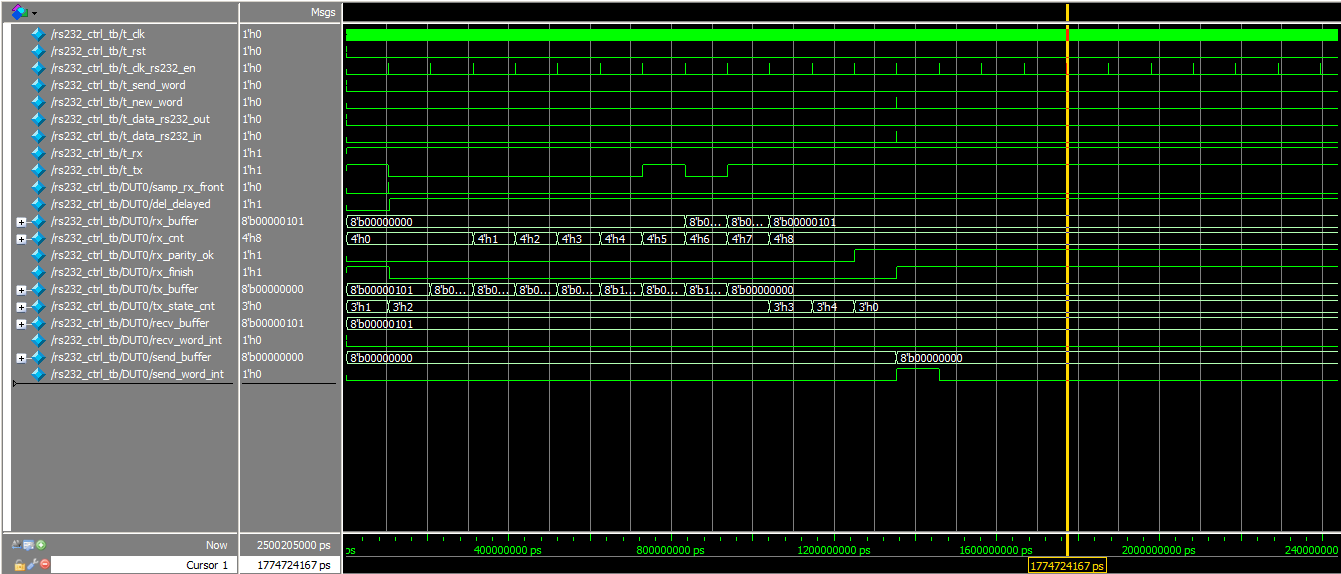 Msgs
/rs232_ctrl_tb/t_clk 1'h0
/rs232_ctrl_tb/t_rst 1'h0
/rs232_ctrl_tb/t_clk_rs232_en 1'h0
/rs232_ctrl_tb/t_send_word 1'h0
/rs232_ctrl_tb/t_new_word 1'h0
/rs232_ctrl_tb/t_data_rs232_out 1'h0
/rs232_ctrl_tb/t_data_rs232_in 1'h0
/rs232_ctrl_tb/t_rx 1'h1
/rs232_ctrl_tb/t_tx 1'h1
/rs232_ctrl_tb/DUT0/samp_rx_front 1'h0
/rs232_ctrl_tb/DUT0/del_delayed 1'h1
/rs232_ctrl_tb/DUT0/rx_buffer 8'b00000101 8'b00000000 8'b0... 8'b0... 8'b00000101
/rs232_ctrl_tb/DUT0/rx_cnt 4'h8 4'h0 4'h1 4'h2 4'h3 4'h4 4'h5 4'h6 4'h7 4'h8
/rs232_ctrl_tb/DUT0/rx_parity_ok 1'h1
/rs232_ctrl_tb/DUT0/rx_finish 1'h1
/rs232_ctrl_tb/DUT0/tx_buffer 8'b00000000 8'b00000101 8'b0... 8'b0... 8'b0... 8'b0... 8'b1... 8'b0... 8'b1... 8'b00000000
/rs232_ctrl_tb/DUT0/tx_state_cnt 3'h0 3'h1 3'h2 3'h3 3'h4 3'h0
/rs232_ctrl_tb/DUT0/recv_buffer 8'b00000101 8'b00000101
/rs232_ctrl_tb/DUT0/recv_word_int 1'h0
/rs232_ctrl_tb/DUT0/send_buffer 8'b00000000 8'b00000000 8'b00000000
/rs232_ctrl_tb/DUT0/send_word_int 1'h0
Now 2500205000 ps ps 400000000 ps 800000000 ps 1200000000 ps 1600000000 ps 2000000000 ps 240000000
Cursor 1 1774724167 ps 1774724167 ps